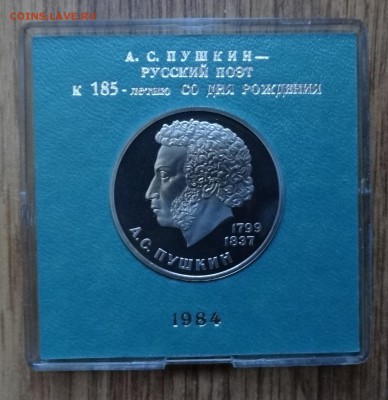 COINS.LAVE.RU
А. С. ПУШКИН—
РУССКИЙ ПОЭТ
К 185-летию СО ДНЯ РОЖДЕНИЯ
1799
1837
А.С. ПУШКИН
1984